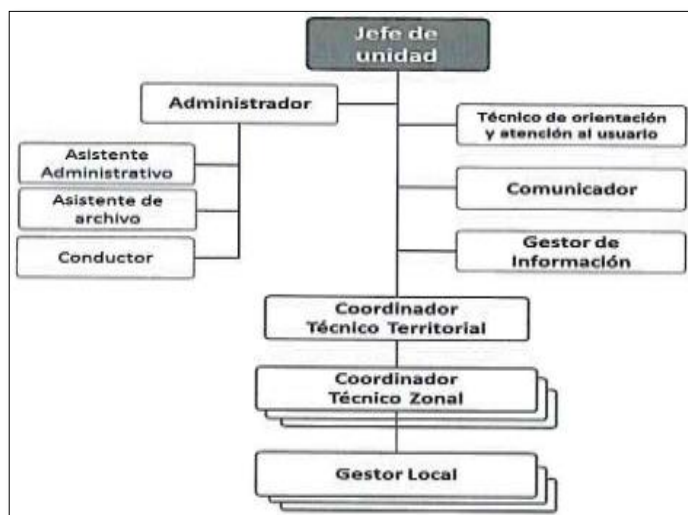 Jefe de
unidad
Administrador
Técnico de orientación
y atención al usuario
Asistente
Administrativo
Comunicador
Asistente de
archivo
Gestor de
Información
Conductor
Coordinador
Técnico Territorial
Coordinador
Técnico Zonal
Gestor Local